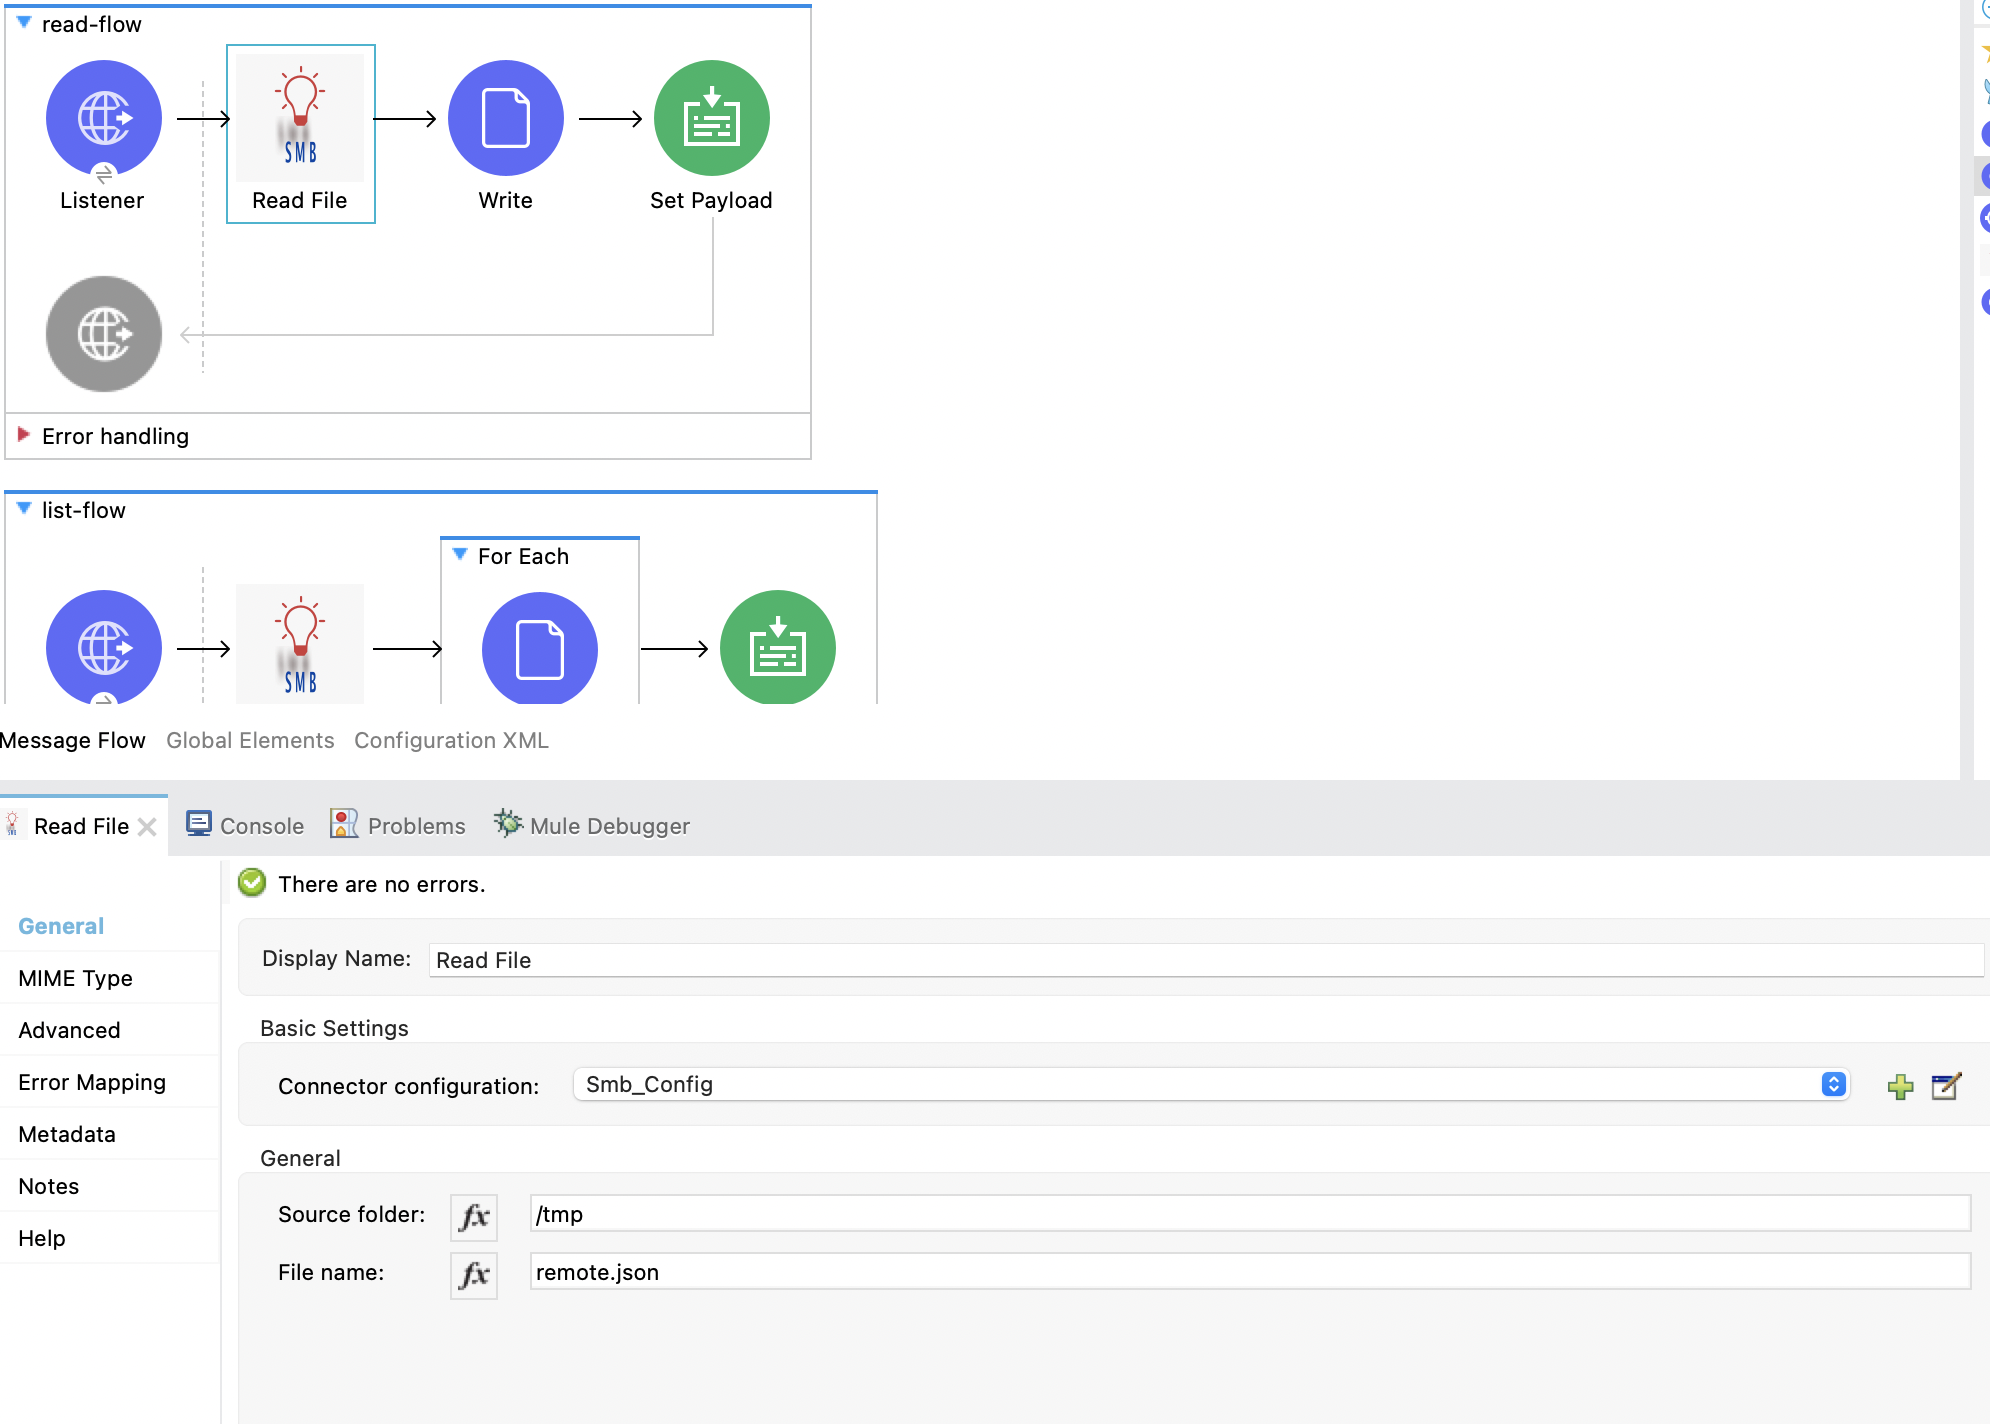 read-flow
SMB
Listener
Read File
Write
Set Payload
Error handling
list-flow
For Each
SMB
Message Flow
Global Elements
Configuration XML
Read File
Console
Problems
Mule Debugger
There are no errors.
General
MIME Type
Advanced
Error Mapping
Metadata
Notes
Help
Display Name:
Read File
Basic Settings
Connector configuration:
Smb_Config
General
Source folder:
fx
/tmp
File name:
fx
remote.json